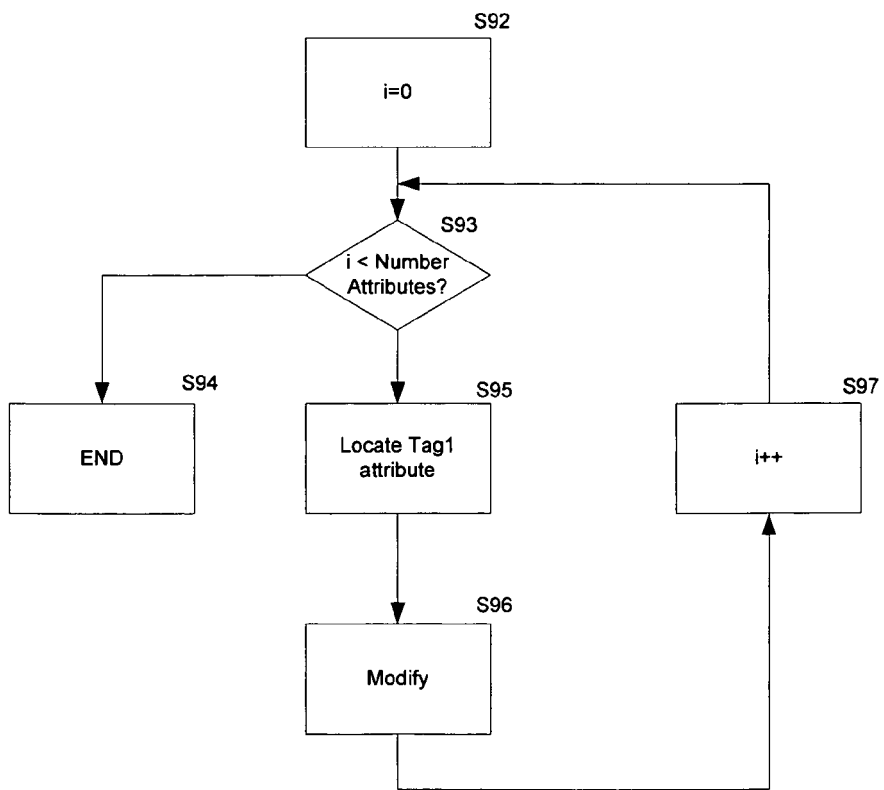 S92
i=0
S93
i < Number
Attributes?
S94
END
S95
Locate Tag1
attribute
S97
i++
S96
Modify